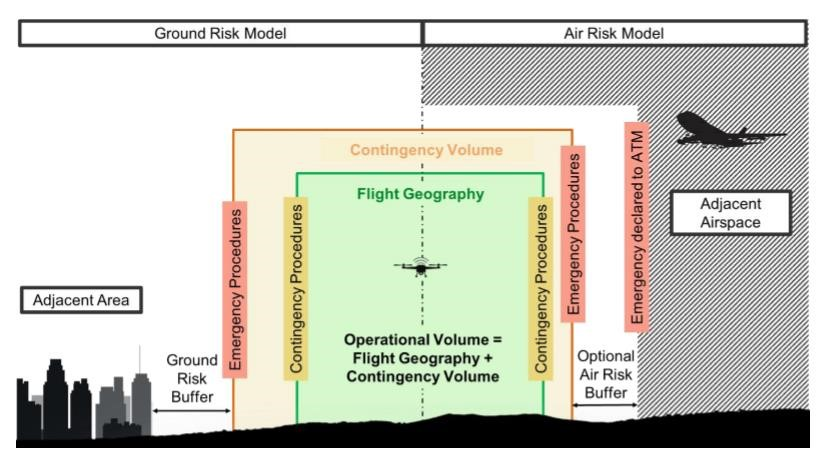 Ground Risk Model
Air Risk Model
Contingency Volume
Flight Geography
Emergency Procedures
Contingency Procedures
Contingency Procedures
Emergency Procedures
Emergency declared to ATM
Adjacent
Airspace
Adjacent Area
Operational Volume =
Flight Geography +
Contingency Volume
Ground
Risk
Buffer
Optional
Air Risk
Buffer